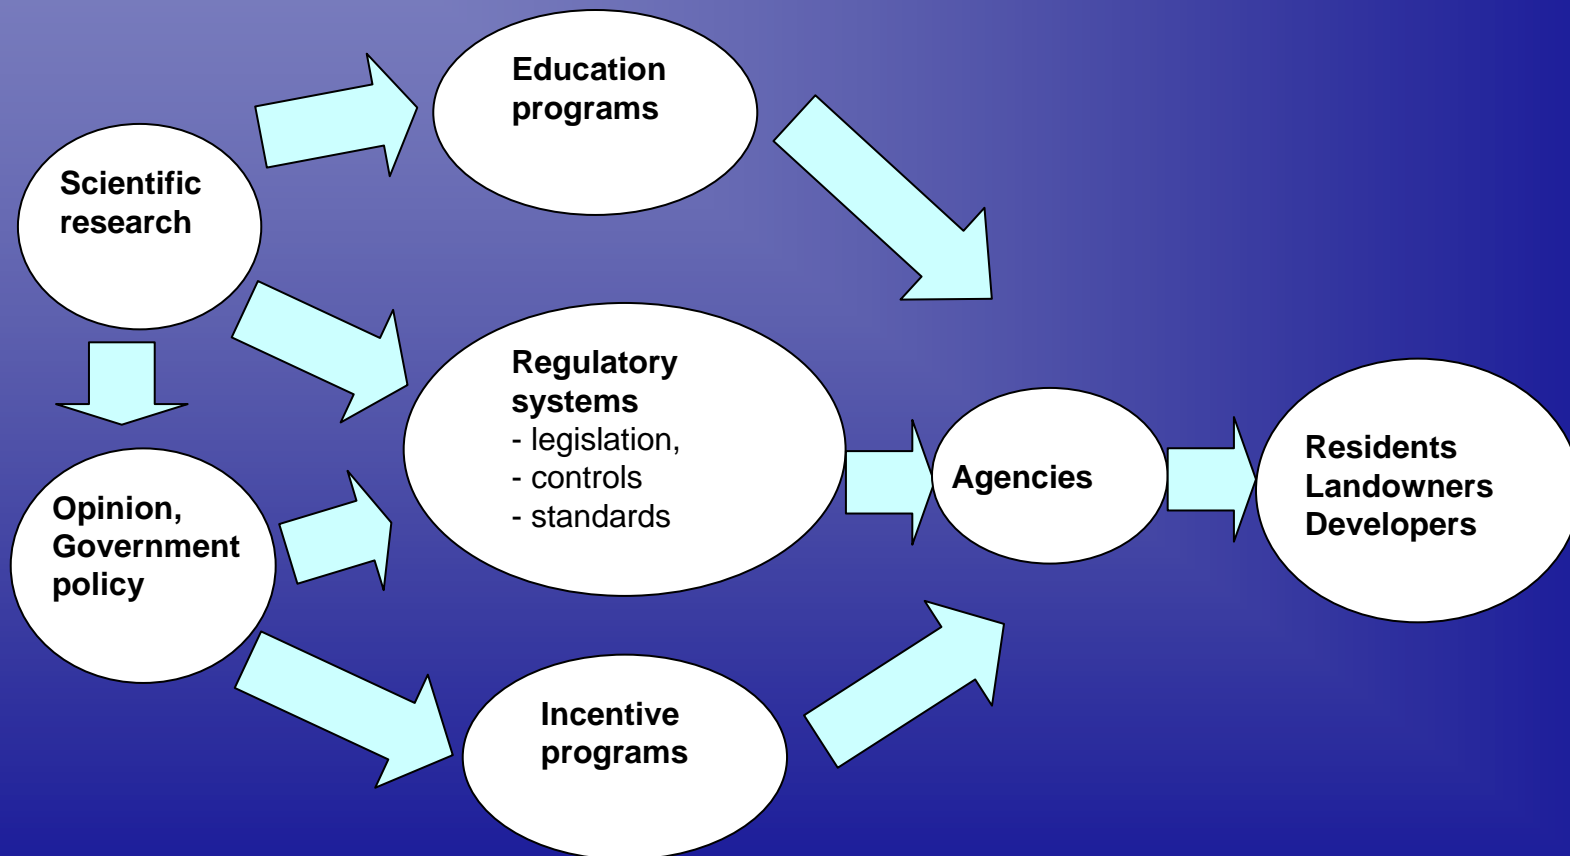 Education
programs
Scientific
research
Regulatory
systems
- legislation,
- controls
- standards
Opinion,
Government
policy
Agencies
Residents
Landowners
Developers
Incentive
programs